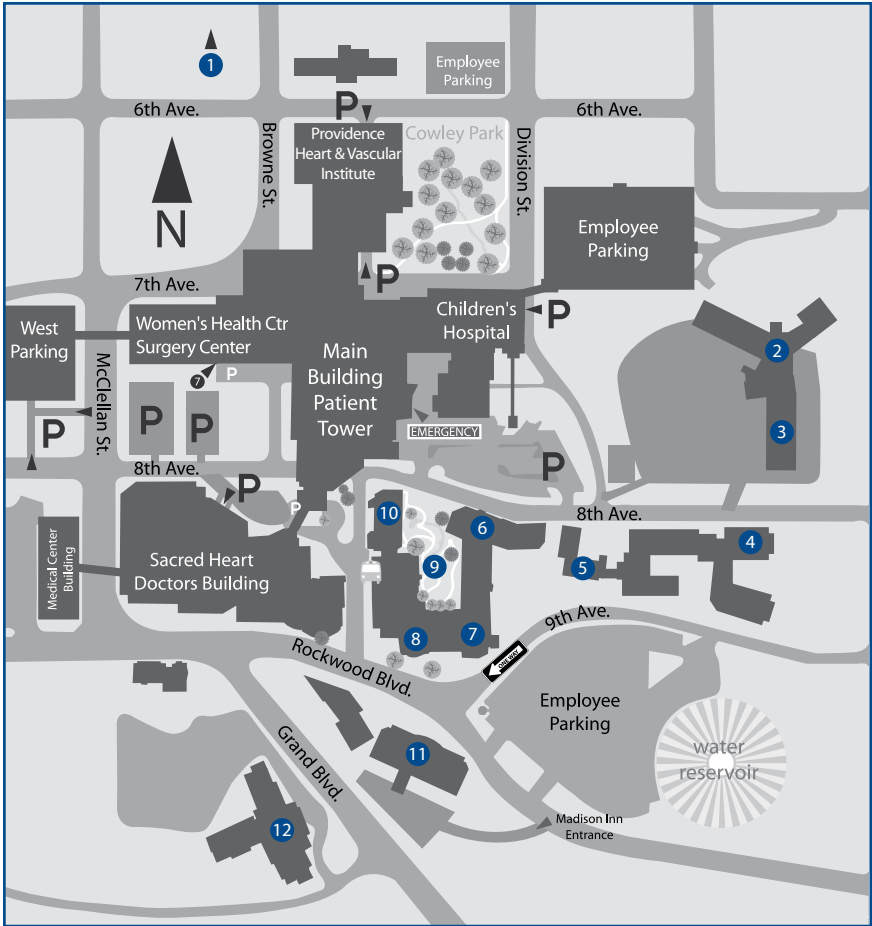 1
Employee
Parking
6th Ave.
P
6th Ave.
Browne St.
Providence
Heart & Vascular
Institute
Cowley Park
Division St.
N
Employee
Parking
7th Ave.
P
Children's
Hospital
P
West
Parking
Women's Health Ctr
Surgery Center
Main
Building
Patient
Tower
2
McClellan St.
7
P
P
P
P
EMERGENCY
3
8th Ave.
P
P
P
8th Ave.
10
6
4
Medical Center
Building
Sacred Heart
Doctors Building
9
5
9th Ave.
8
7
Rockwood Blvd.
ONE WAY
Employee
Parking
Grand Blvd.
11
water
reservoir
12
Madison Inn
Entrance